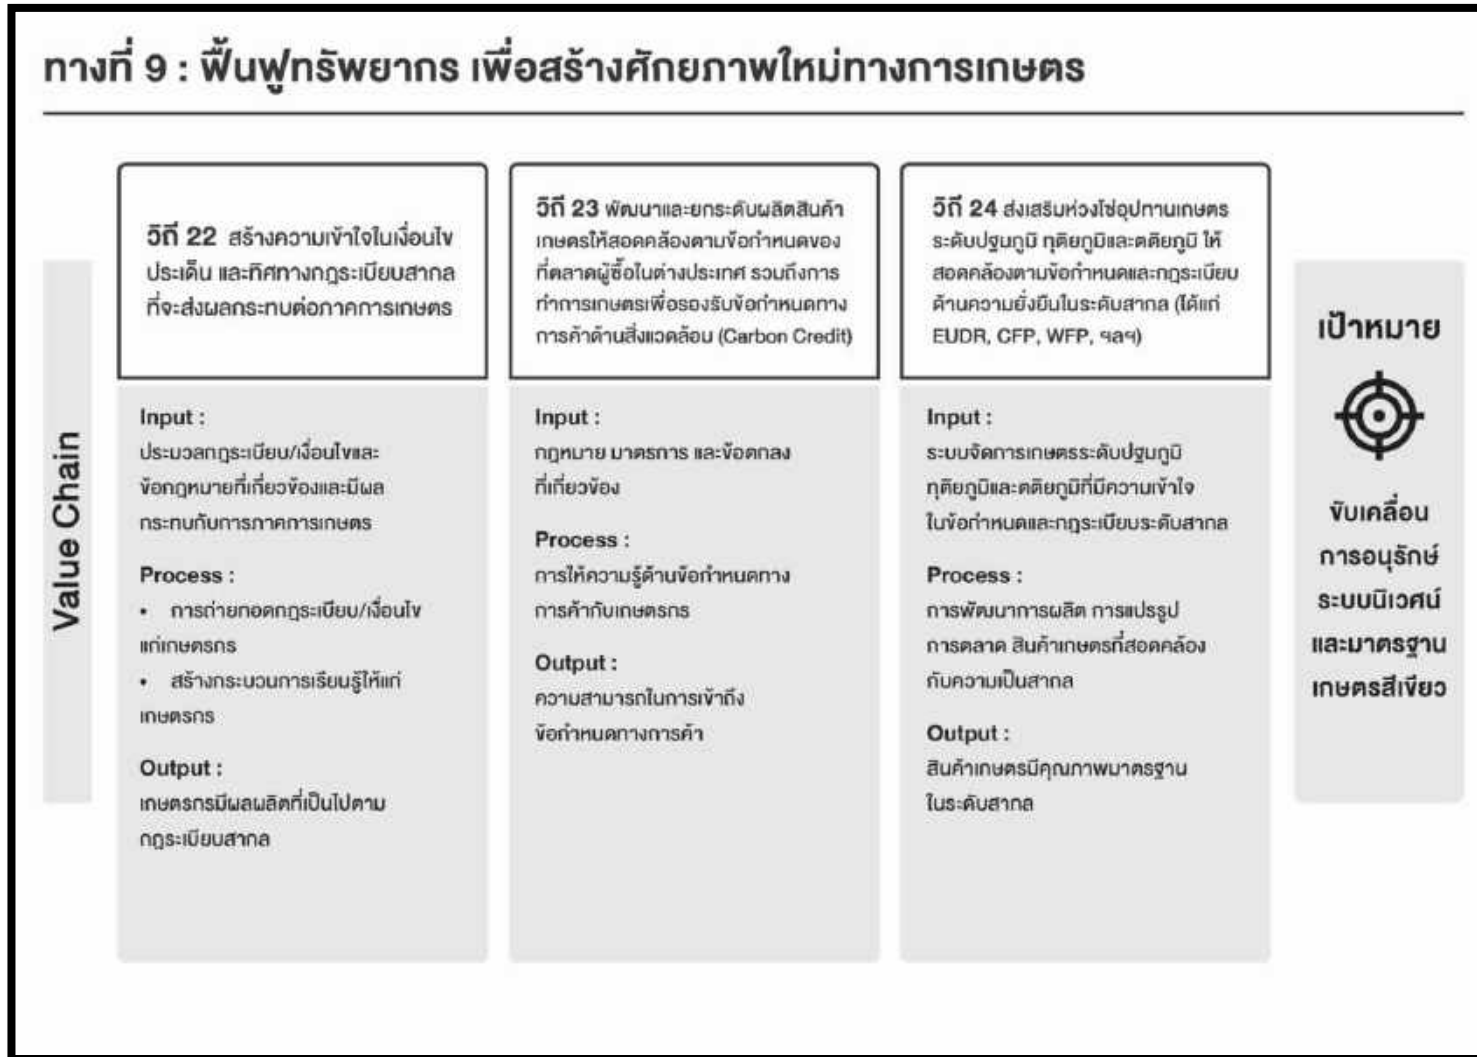 ทางที่ 9 : ฟื้นฟูทรัพยากร เพื่อสร้างศักยภาพใหม่ทางการเกษตร
Value Chain
วิถี 22 สร้างความเข้าใจในเงื่อนไข
ประเด็น และทิศทางกฎระเบียบสากล
ที่จะส่งผลกระทบต่อภาคการเกษตร
Input :
ประมวลกฎระเบียบ/เงื่อนไขและ
ข้อกฎหมายที่เกี่ยวข้องและมีผล
กระทบกับการภาคการเกษตร
Process :
• การถ่ายทอดกฎระเบียบ/เงื่อนไข
แก่เกษตรกร
• สร้างกระบวนการเรียนรู้ให้แก่
เกษตรกร
Output :
เกษตรกรมีผลผลิตที่เป็นไปตาม
กฎระเบียบสากล
วิถี 23 พัฒนาและยกระดับผลิตสินค้า
เกษตรให้สอดคล้องตามข้อกำหนดของ
ที่ตลาดผู้ซื้อในต่างประเทศ รวมถึงการ
ทำการเกษตรเพื่อรองรับข้อกำหนดทาง
การค้าด้านสิ่งแวดล้อม (Carbon Credit)
Input :
กฎหมาย มาตรการ และข้อตกลง
ที่เกี่ยวข้อง
Process :
การให้ความรู้ด้านข้อกำหนดทาง
การค้ากับเกษตรกร
Output :
ความสามารถในการเข้าถึง
ข้อกำหนดทางการค้า
วิถี 24 ส่งเสริมห่วงโซ่อุปทานเกษตร
ระดับปฐมภูมิ ทุติยภูมิและตติยภูมิ ให้
สอดคล้องตามข้อกำหนดและกฎระเบียบ
ด้านความยั่งยืนในระดับสากล (ได้แก่
EUDR, CFP, WFP, ฯลฯ)
Input :
ระบบจัดการเกษตรระดับปฐมภูมิ
ทุติยภูมิและตติยภูมิที่มีความเข้าใจ
ในข้อกำหนดและกฎระเบียบระดับสากล
Process :
การพัฒนาการผลิต การแปรรูป
การตลาด สินค้าเกษตรที่สอดคล้อง
กับความเป็นสากล
Output :
สินค้าเกษตรมีคุณภาพมาตรฐาน
ในระดับสากล
เป้าหมาย
ขับเคลื่อน
การอนุรักษ์
ระบบนิเวศน์
และมาตรฐาน
เกษตรสีเขียว